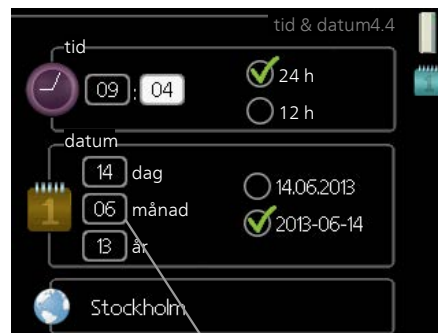 tid & datum4.4
tid
09 : 04
24 h
12 h
datum
14 dag
06 månad
13 år
14.06.2013
2013-06-14
1
Stockholm